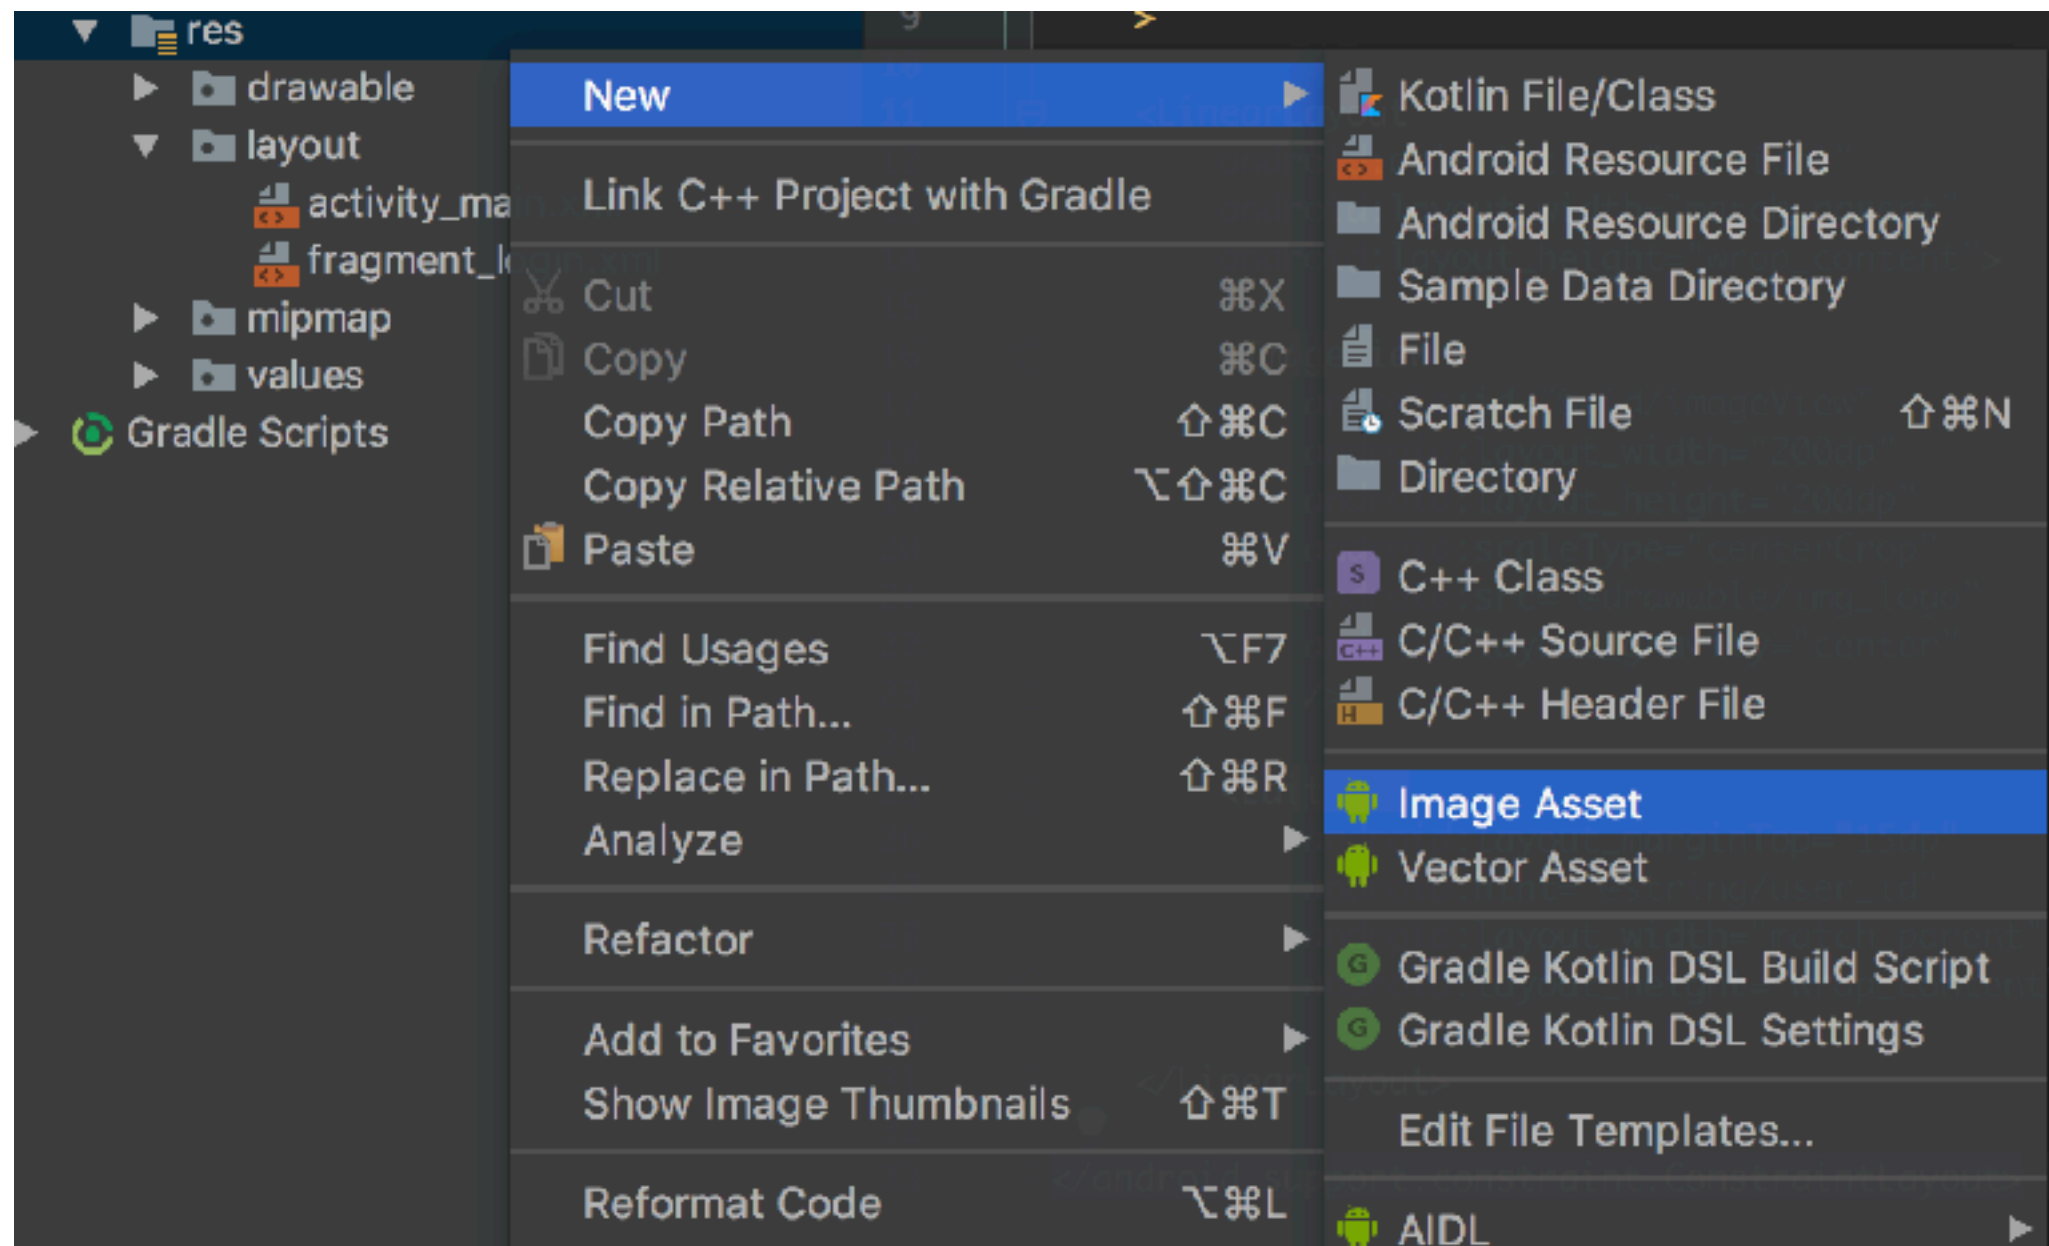 res
drawable
layout
activity_ma
fragment_l
mipmap
values
Gradle Scripts
9
>
New
Link C++ Project with Gradle
Cut ⌘X
Copy ⌘C
Copy Path ⇧⌘C
Copy Relative Path ⌥⇧⌘C
Paste ⌘V
Find Usages ⌥F7
Find in Path... ⇧⌘F
Replace in Path... ⇧⌘R
Analyze
Refactor
Add to Favorites
Show Image Thumbnails ⇧⌘T
Reformat Code ⌥⌘L
Kotlin File/Class
Android Resource File
Android Resource Directory
Sample Data Directory
File
Scratch File ⇧⌘N
Directory
S C++ Class
C++ C/C++ Source File
H C/C++ Header File
Image Asset
Vector Asset
G Gradle Kotlin DSL Build Script
G Gradle Kotlin DSL Settings
Edit File Templates...
AIDL